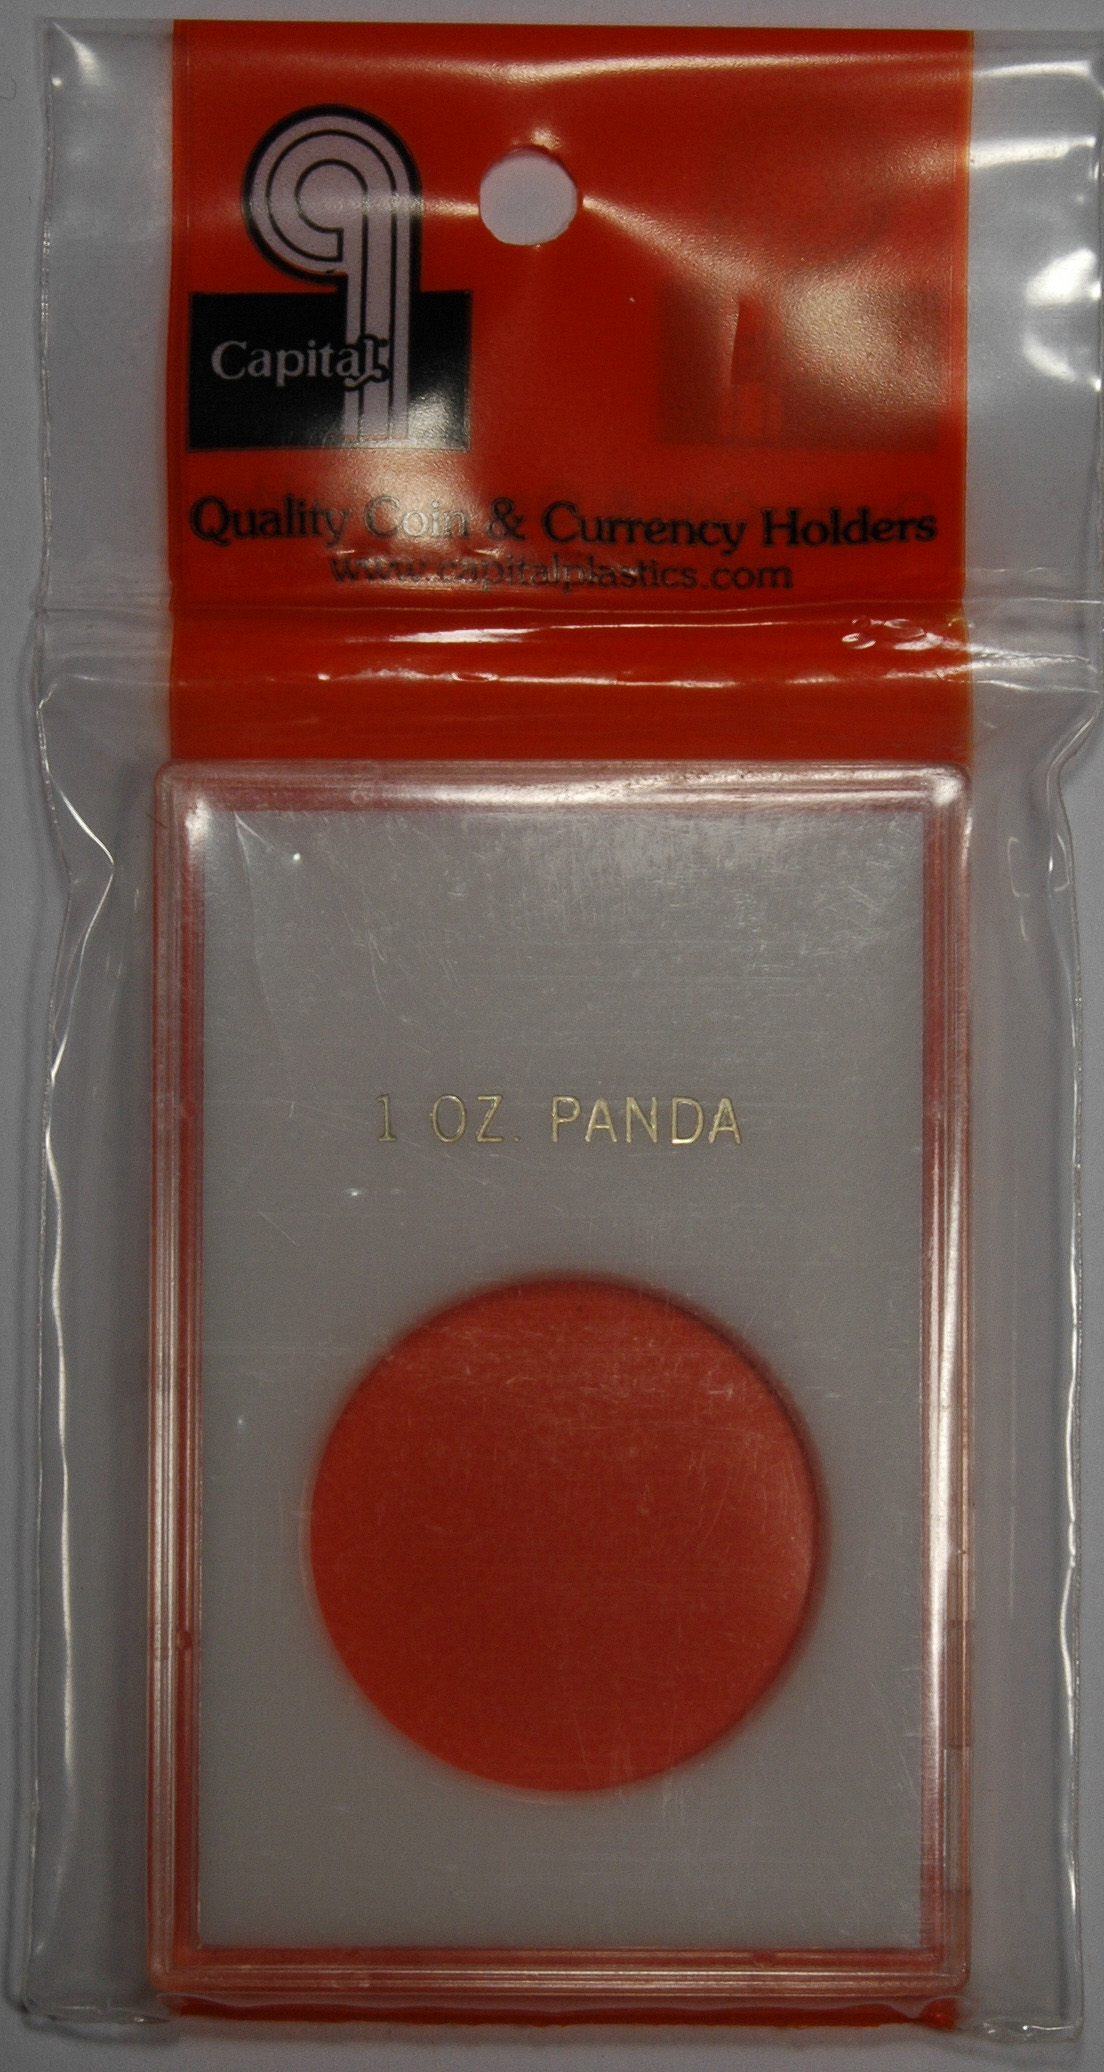 Capital
Quality Coin & Currency Holders
www.capitalplastics.com
1 OZ. PANDA